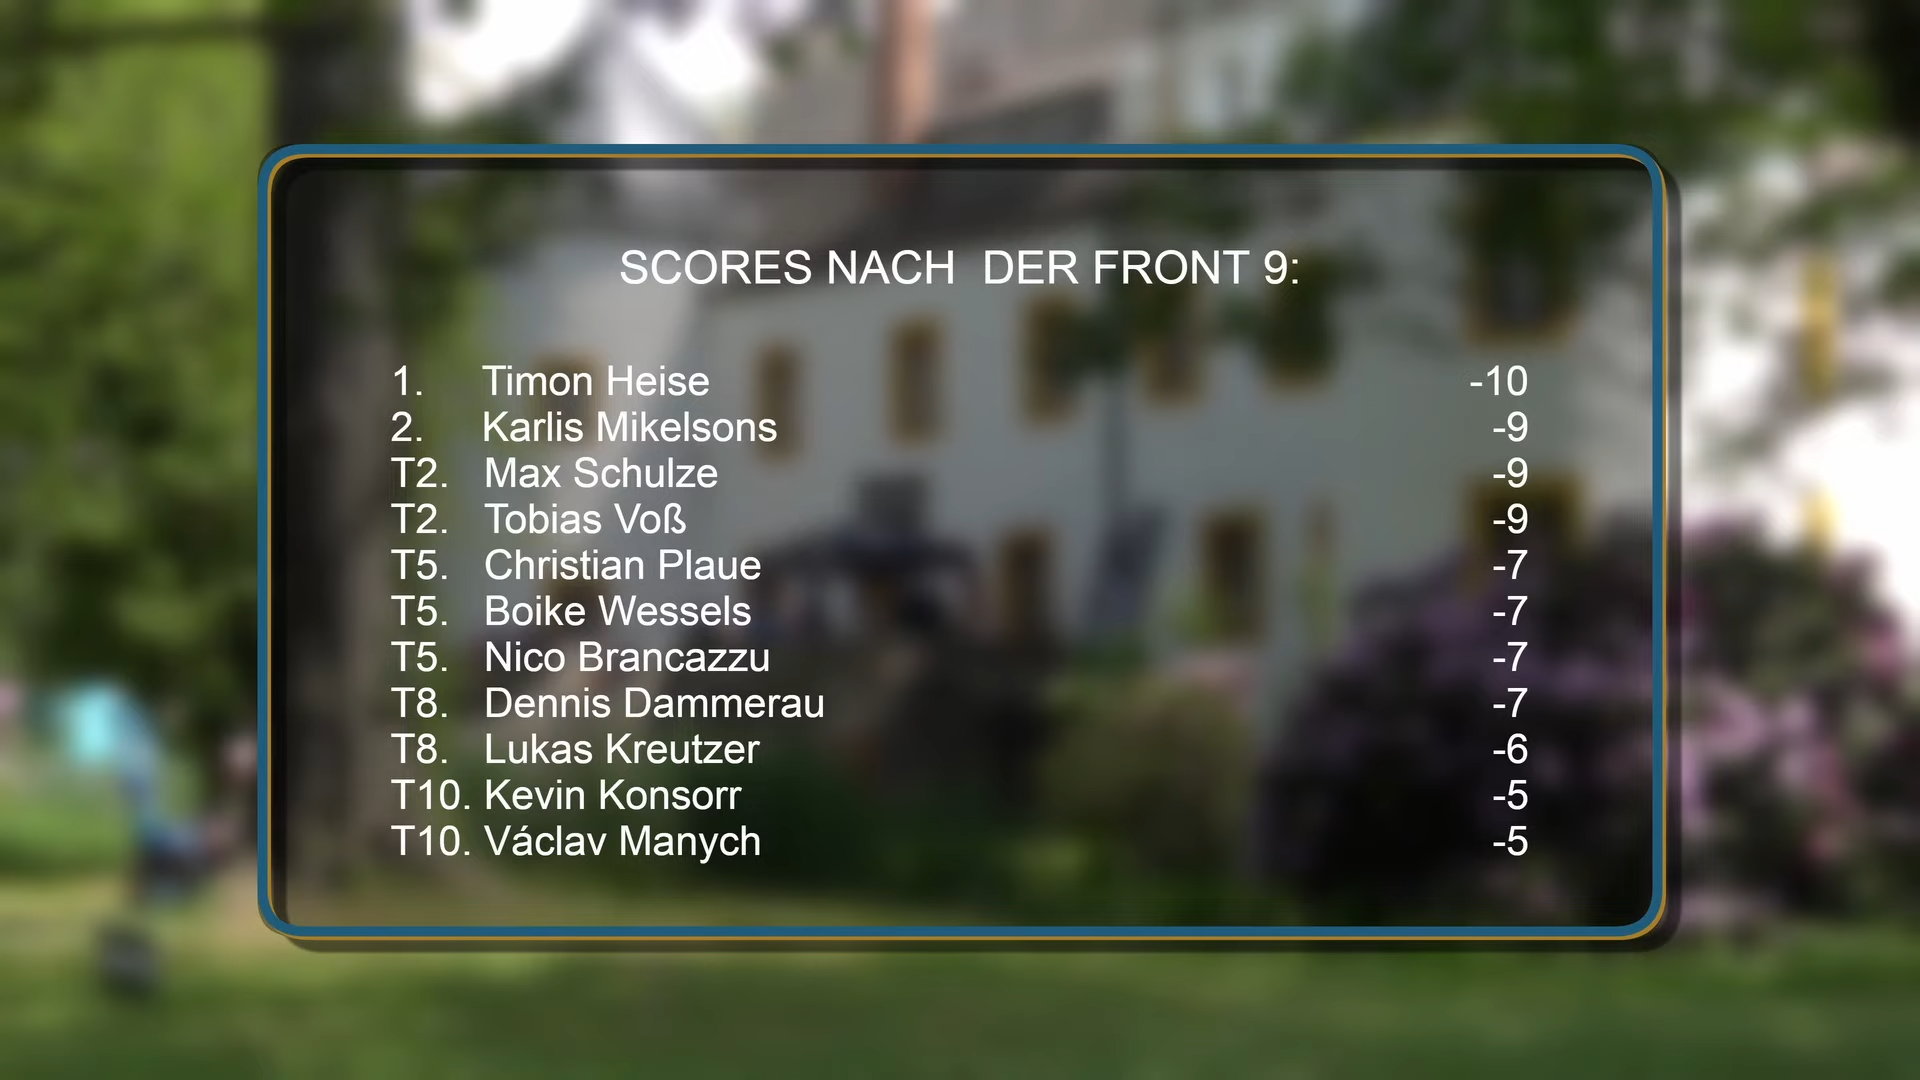 SCORES NACH DER FRONT 9:
1. Timon Heise -10
2. Karlis Mikelsons -9
T2. Max Schulze -9
T2. Tobias Voß -9
T5. Christian Plaue -7
T5. Boike Wessels -7
T5. Nico Brancazzu -7
T8. Dennis Dammerau -7
T8. Lukas Kreutzer -6
T10. Kevin Konsorr -5
T10. Václav Manych -5